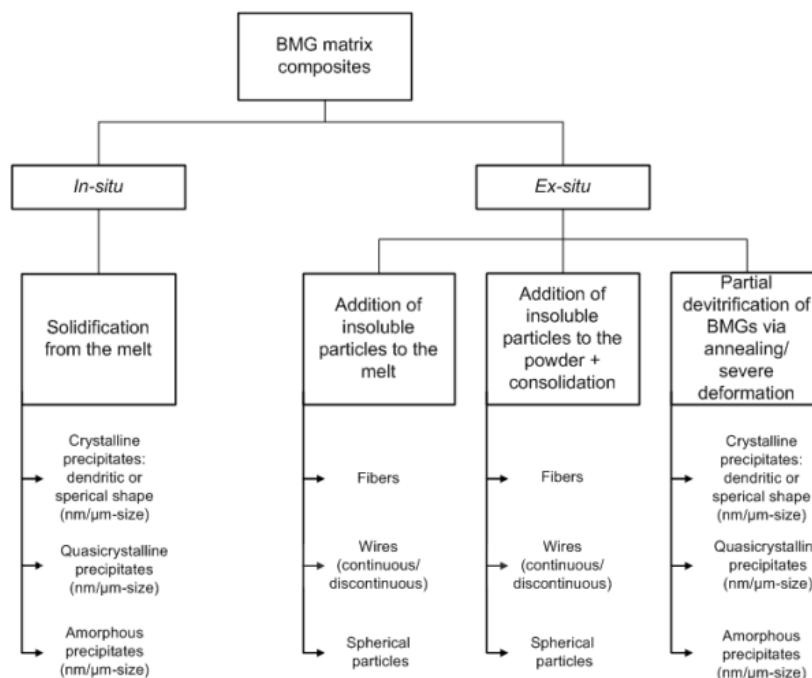 BMG matrix
composites
In-situ
Ex-situ
Solidification
from the melt
Addition of
insoluble
particles to the
melt
Addition of
insoluble
particles to the
powder +
consolidation
Partial
devitrification of
BMGs via
annealing/
severe
deformation
Crystalline
precipitates:
dendritic or
sperical shape
(nm/µm-size)
Quasicrystalline
precipitates
(nm/µm-size)
Amorphous
precipitates
(nm/µm-size)
Fibers
Wires
(continuous/
discontinuous)
Spherical
particles
Fibers
Wires
(continuous/
discontinuous)
Spherical
particles
Crystalline
precipitates:
dendritic or
sperical shape
(nm/µm-size)
Quasicrystallin
precipitates
(nm/µm-size)
Amorphous
precipitates
(nm/µm-size)